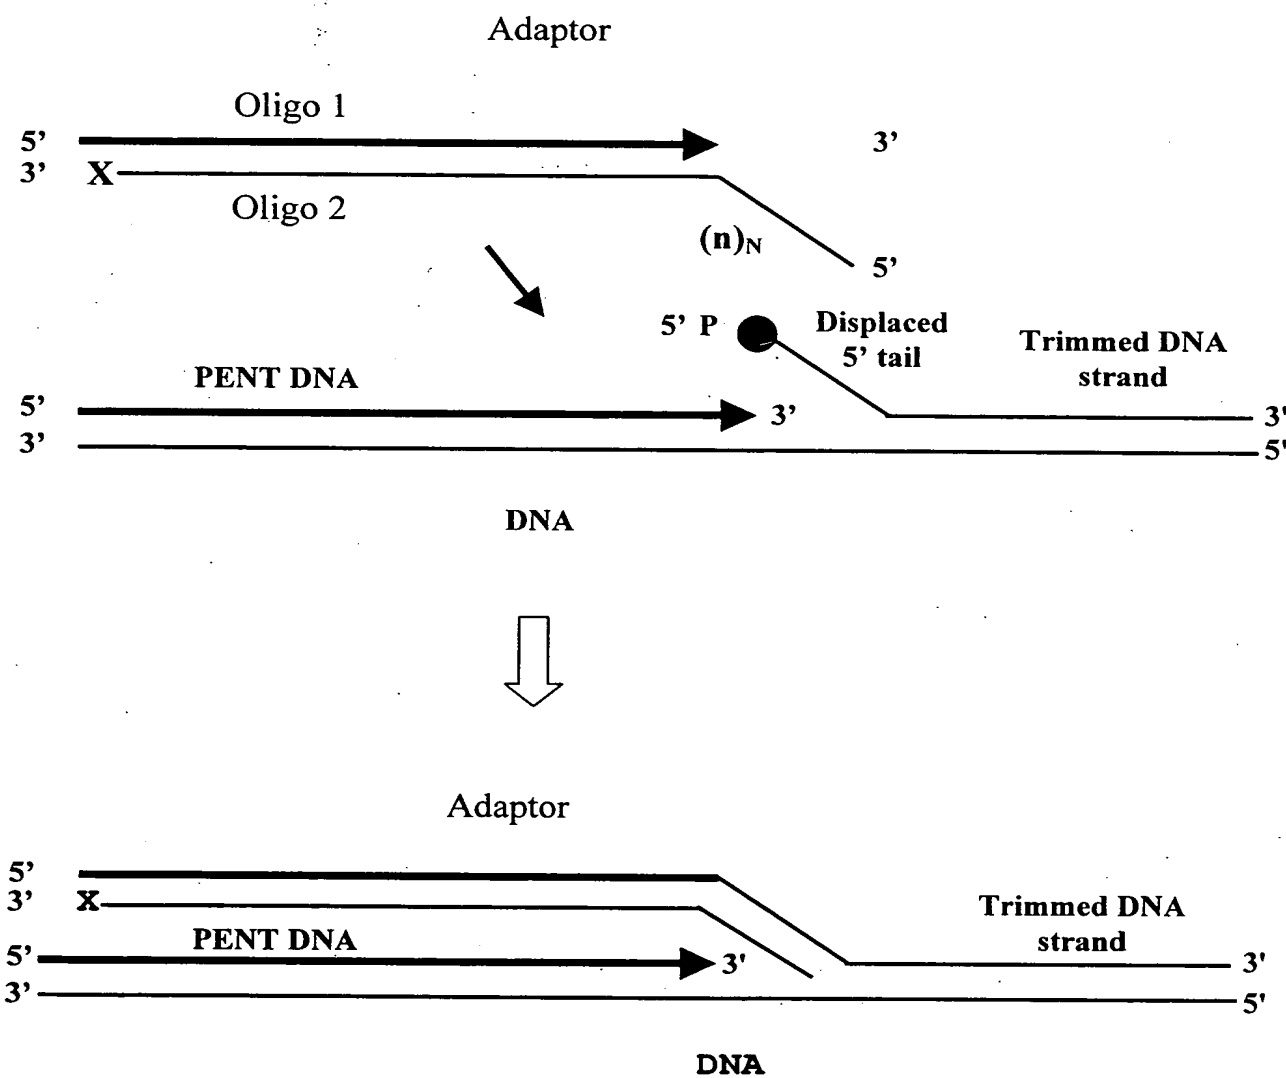 Adaptor
Oligo 1
5'
3'
3'
X
Oligo 2
(n)N
5'
5' P
Displaced
5' tail
Trimmed DNA
strand
PENT DNA
5'
3'
3'
3'
5'
DNA
Adaptor
5'
3'
X
Trimmed DNA
strand
PENT DNA
5'
3'
3'
3'
5'
DNA